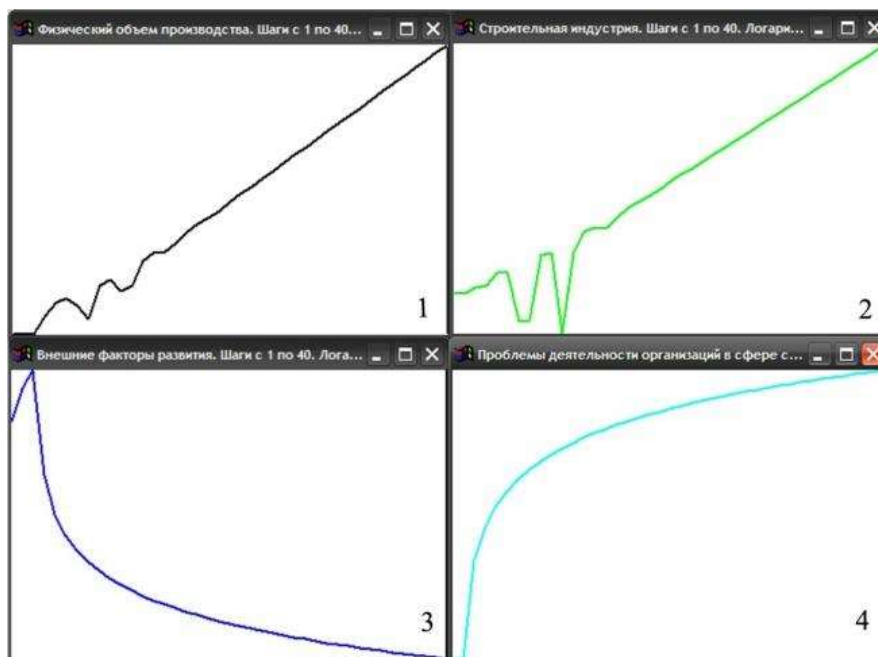 Физический объем производства. Шаги с 1 по 40...
Строительная индустрия. Шаги с 1 по 40. Логари...
1
2
Внешние факторы развития. Шаги с 1 по 40. Лога...
Проблемы деятельности организаций в сфере с...
3
4